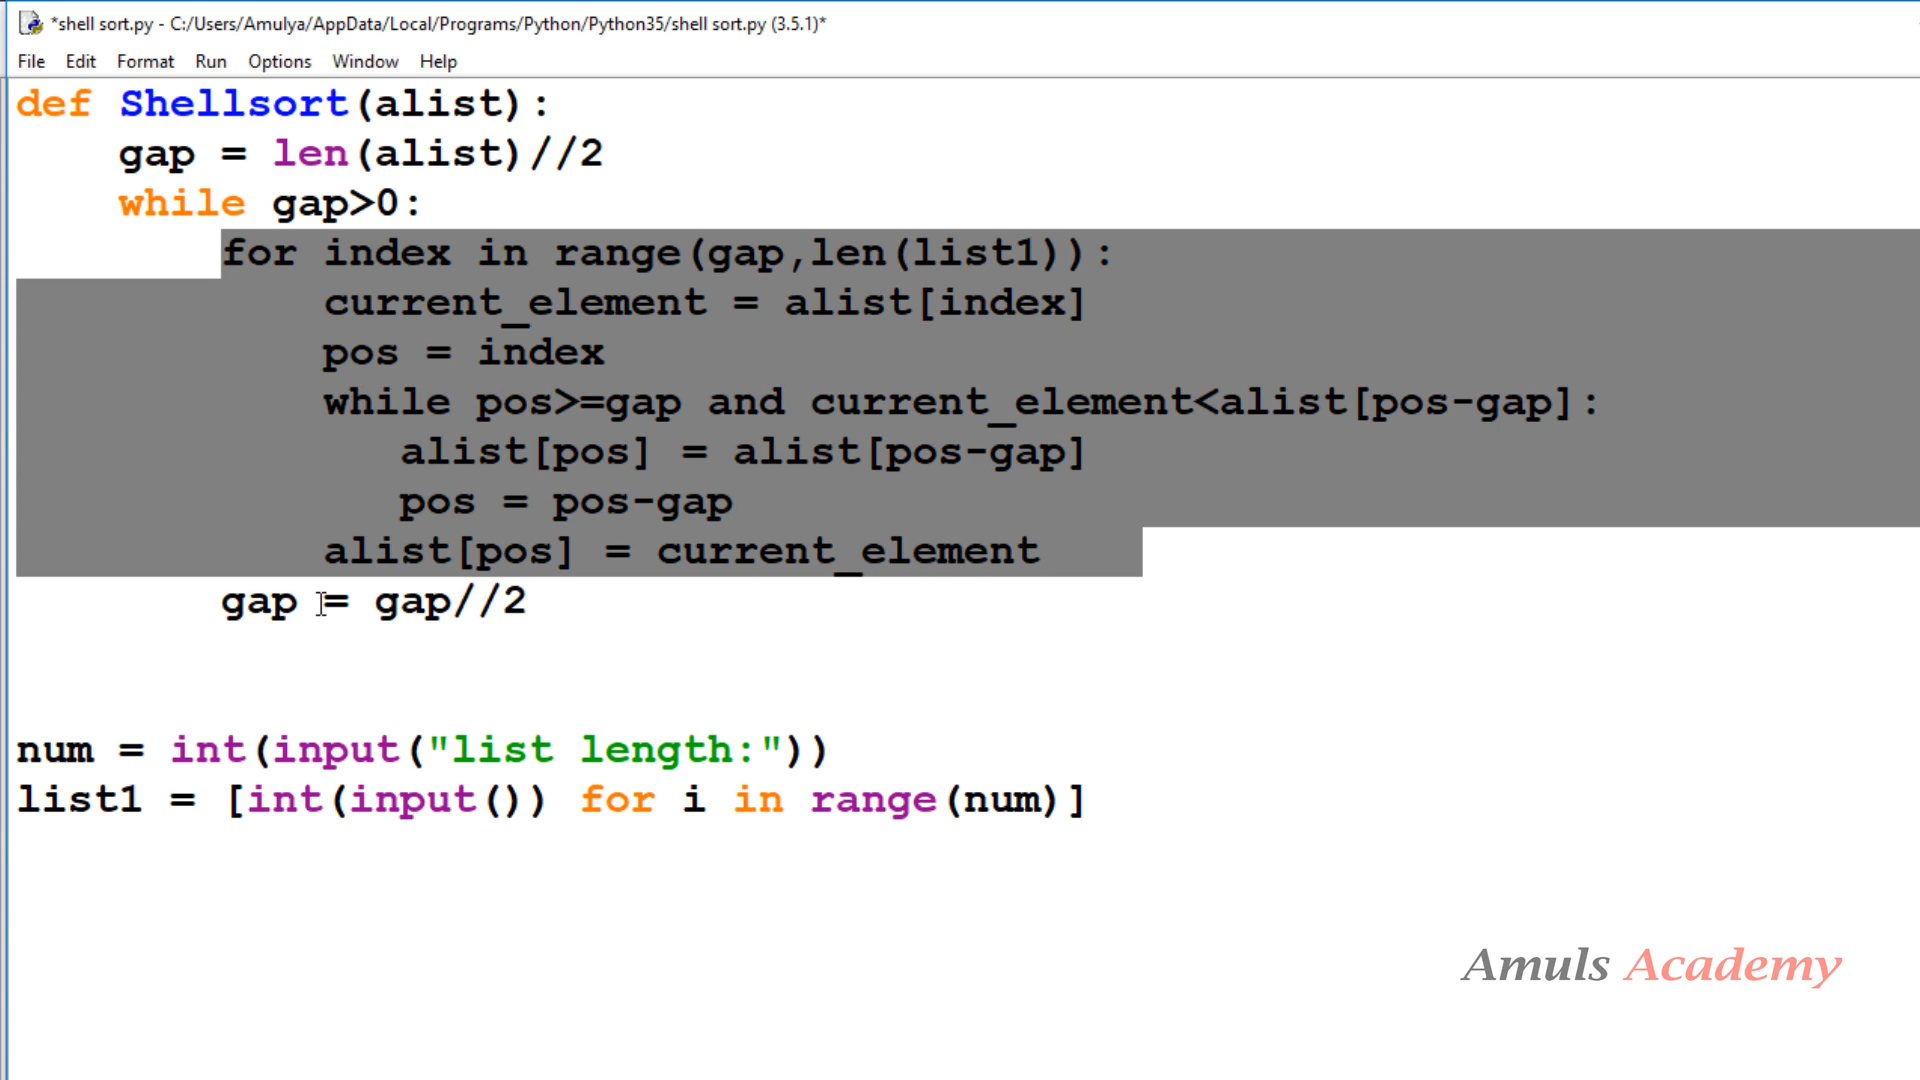 *shell sort.py - C:/Users/Amulya/AppData/Local/Programs/Python/Python35/shell sort.py (3.5.1)*
File Edit Format Run Options Window Help
def Shellsort(alist):
    gap = len(alist)//2
    while gap>0:
        for index in range(gap,len(list1)):
            current_element = alist[index]
            pos = index
            while pos>=gap and current_element<alist[pos-gap]:
               alist[pos] = alist[pos-gap]
               pos = pos-gap
            alist[pos] = current_element
        gap = gap//2
num = int(input("list length:"))
list1 = [int(input()) for i in range(num)]
Amuls Academy